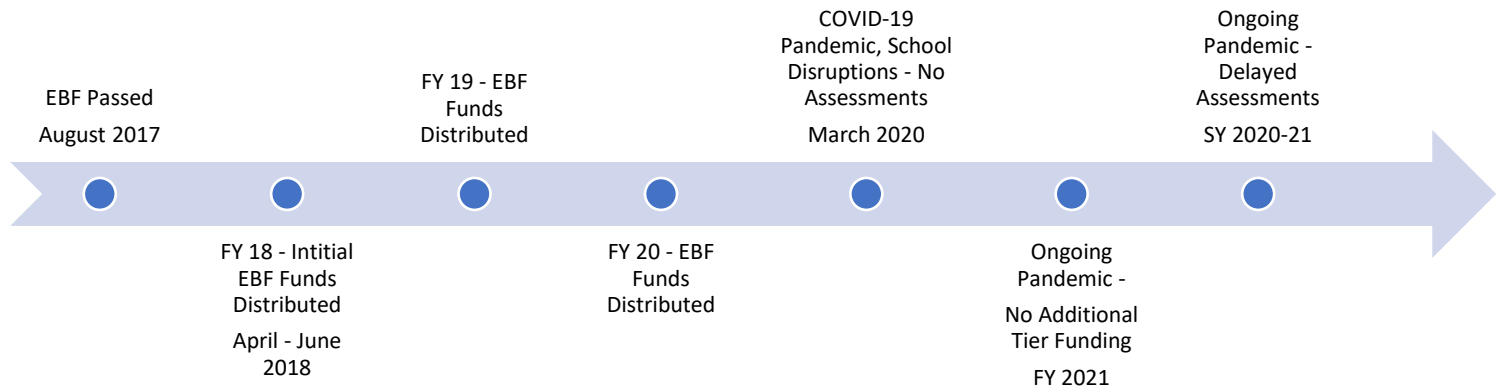 EBF Passed
August 2017
FY 18 - Intitial
EBF Funds
Distributed
April - June
2018
FY 19 - EBF
Funds
Distributed
FY 20 - EBF
Funds
Distributed
COVID-19
Pandemic, School
Disruptions - No
Assessments
March 2020
Ongoing
Pandemic -
No Additional
Tier Funding
FY 2021
Ongoing
Pandemic -
Delayed
Assessments
SY 2020-21